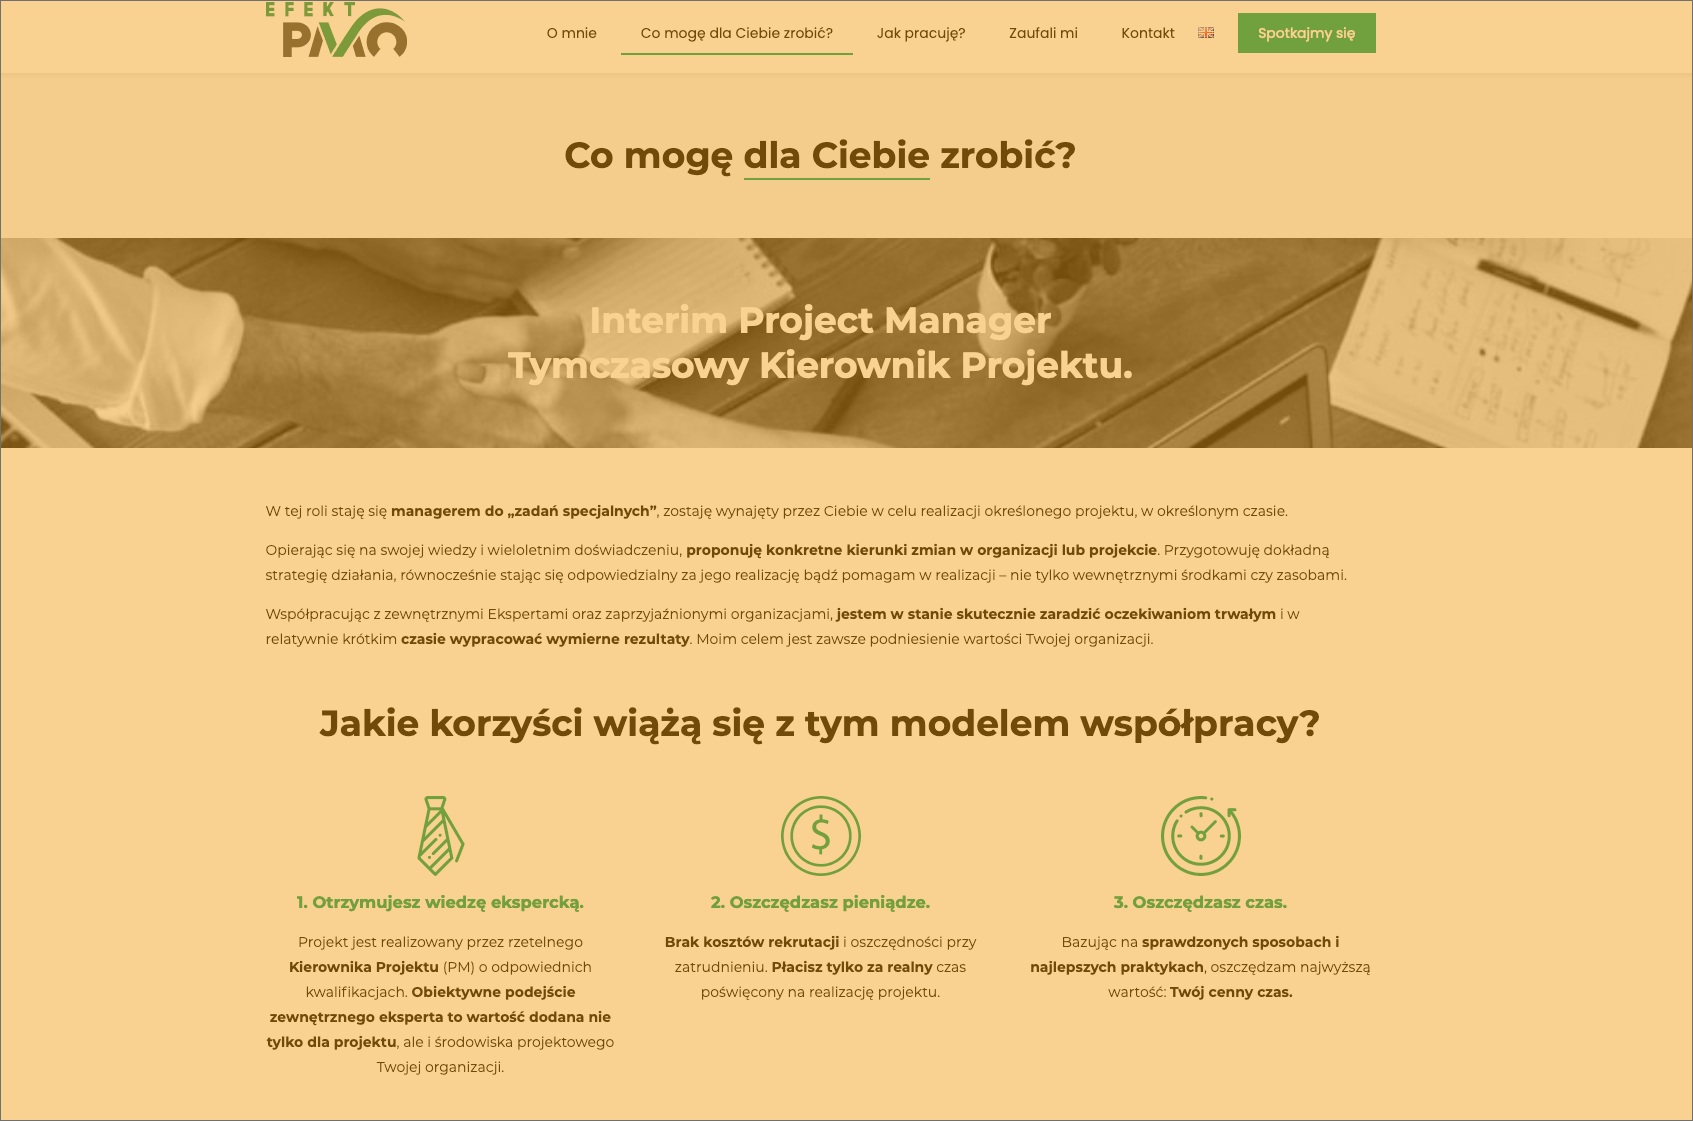 EFEKT
PMO
O mnie
Co mogę dla Ciebie zrobić?
Jak pracuję?
Zaufali mi
Kontakt
Spotkajmy się
Co mogę dla Ciebie zrobić?
Interim Project Manager
Tymczasowy Kierownik Projektu.
W tej roli staję się managerem do „zadań specjalnych”, zostaję wynajęty przez Ciebie w celu realizacji określonego projektu, w określonym czasie.
Opierając się na swojej wiedzy i wieloletnim doświadczeniu, proponuję konkretne kierunki zmian w organizacji lub projekcie. Przygotowuję dokładną
strategię działania, równocześnie stając się odpowiedzialny za jego realizację bądź pomagam w realizacji – nie tylko wewnętrznymi środkami czy zasobami.
Współpracując z zewnętrznymi Ekspertami oraz zaprzyjaźnionymi organizacjami, jestem w stanie skutecznie zaradzić oczekiwaniom trwałym i w
relatywnie krótkim czasie wypracować wymierne rezultaty. Moim celem jest zawsze podniesienie wartości Twojej organizacji.
Jakie korzyści wiążą się z tym modelem współpracy?
1. Otrzymujesz wiedzę ekspercką.
Projekt jest realizowany przez rzetelnego
Kierownika Projektu (PM) o odpowiednich
kwalifikacjach. Obiektywne podejście
zewnętrznego eksperta to wartość dodana nie
tylko dla projektu, ale i środowiska projektowego
Twojej organizacji.
$
2. Oszczędzasz pieniądze.
Brak kosztów rekrutacji i oszczędności przy
zatrudnieniu. Płacisz tylko za realny czas
poświęcony na realizację projektu.
3. Oszczędzasz czas.
Bazując na sprawdzonych sposobach i
najlepszych praktykach, oszczędzam najwyższą
wartość: Twój cenny czas.